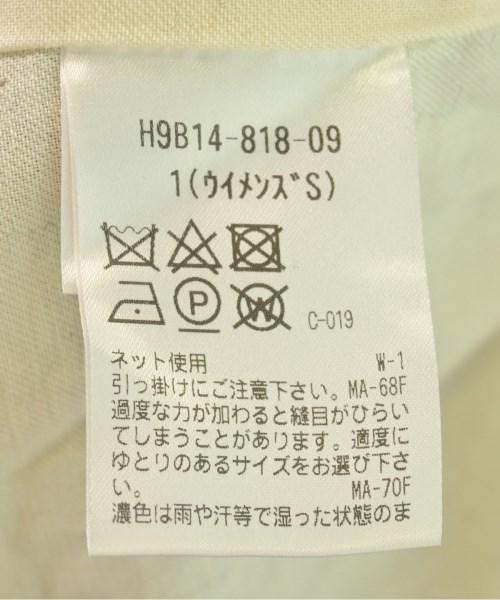 H9B14-818-09
1(ｳｲﾒﾝｽﾞS)
P W C-019
ネット使用 W-1
引っ掛けにご注意下さい。MA-68F
過度な力が加わると縫目がひらい
てしまうことがあります。適度に
ゆとりのあるサイズをお選び下さ
い。 MA-70F
濃色は雨や汗等で湿った状態のま